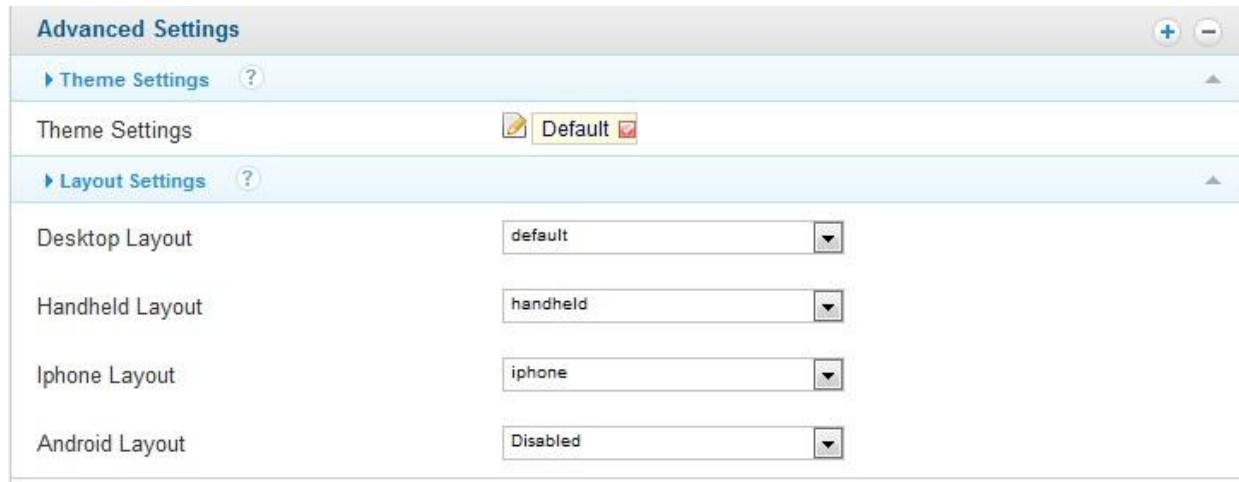 Advanced Settings
Theme Settings ?
Theme Settings Default
Layout Settings ?
Desktop Layout default
Handheld Layout handheld
Iphone Layout iphone
Android Layout Disabled